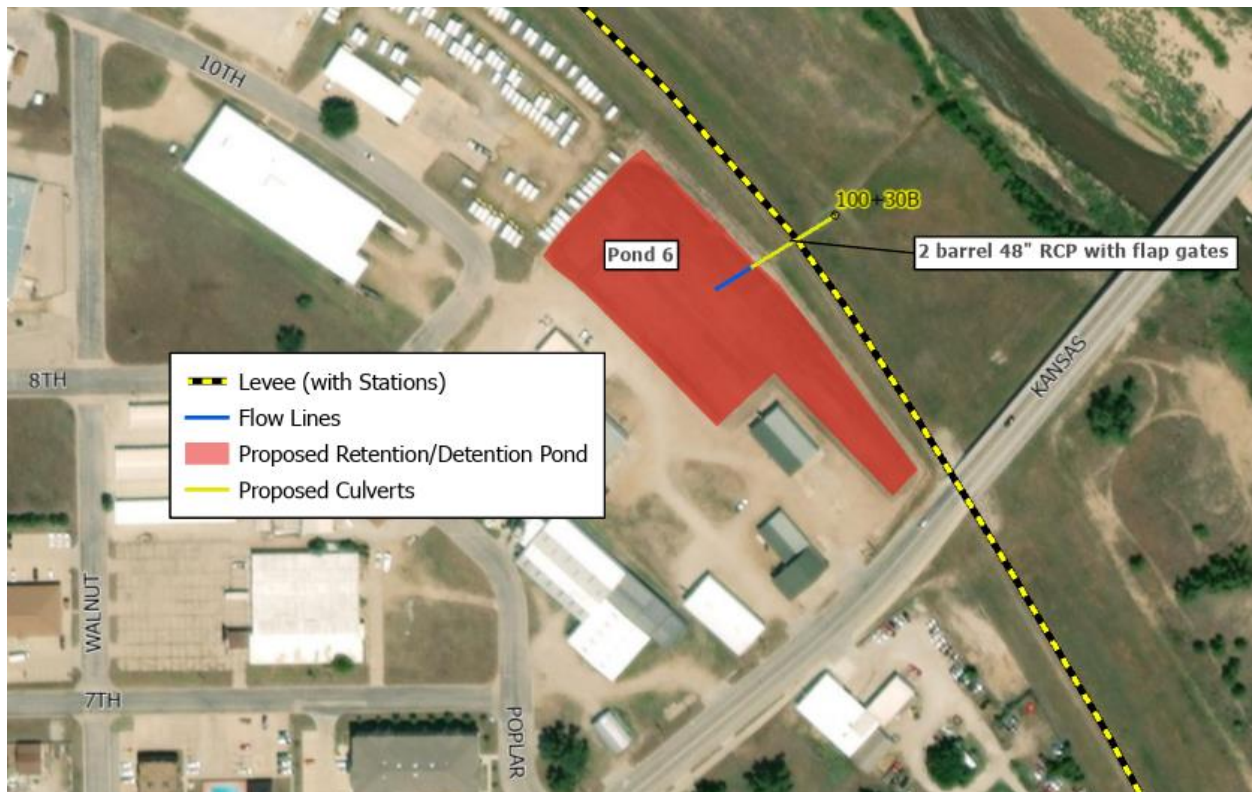 10TH
100+30B
2 barrel 48" RCP with flap gates
Pond 6
KANSAS
8TH
Levee (with Stations)
Flow Lines
Proposed Retention/Detention Pond
Proposed Culverts
WALNUT
7TH
POPLAR